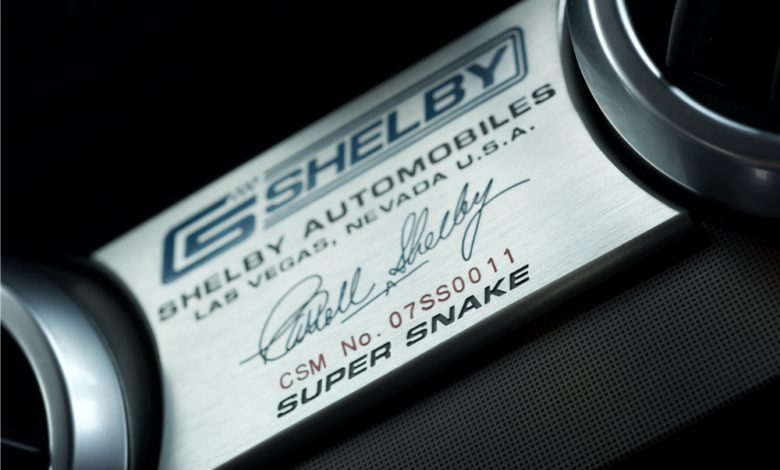 SHELBY
SHELBY AUTOMOBILES
LAS VEGAS, NEVADA U.S.A.
Carroll Shelby
CSM No. 07SS0011
SUPER SNAKE